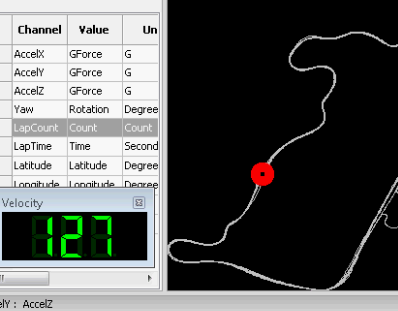 Channel Value Un
AccelX GForce G
AccelY GForce G
AccelZ GForce G
Yaw Rotation Degree
LapCount Count Count
LapTime Time Second
Latitude Latitude Degree
Longitude Longitude Degree
Velocity
127
elY : AccelZ